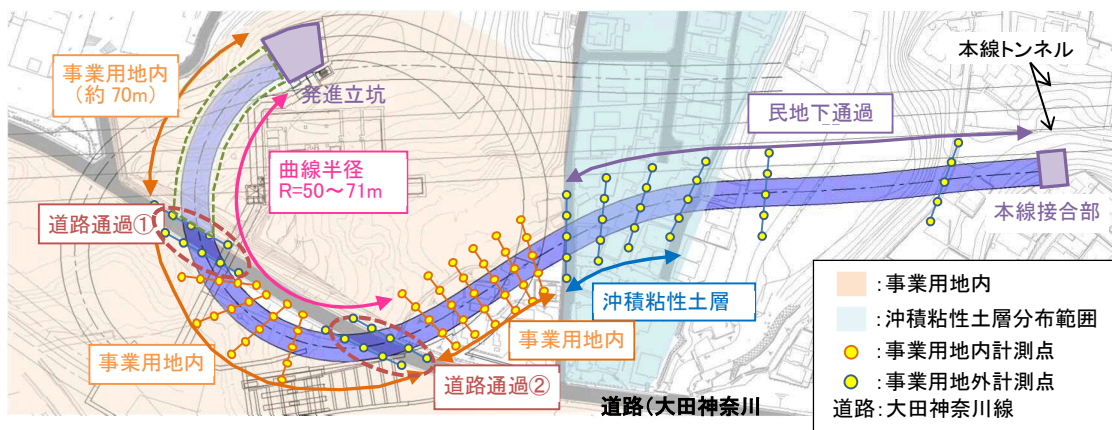 本線トンネル
事業用地内
（約 70m）
発進立坑
民地下通過
曲線半径
R=50～71m
道路通過①
本線接合部
沖積粘性土層
事業用地内
事業用地内
道路通過②
道路（大田神奈川
：事業用地内
：沖積粘性土層分布範囲
：事業用地内計測点
：事業用地外計測点
道路：大田神奈川線